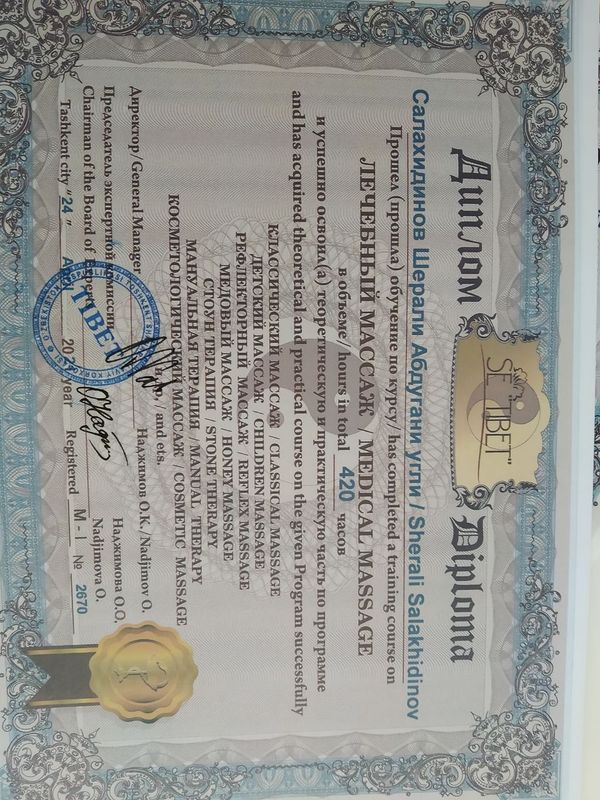 Диплом Diploma
SE "TIBET"
Салахидинов Шерали Абдугани угли / Sherali Salakhidinov
Прошел (прошла) обучение по курсу/ has completed a training course on
ЛЕЧЕБНЫЙ МАССАЖ / MEDICAL MASSAGE
в объеме/ hours in total 420 часов
и успешно освоил(а) теоретическую и практическую часть по программе
and has acquired theoretical and practical course on the given Program successfully
КЛАССИЧЕСКИЙ МАССАЖ / CLASSICAL MASSAGE
ДЕТСКИЙ МАССАЖ / CHILDREN MASSAGE
РЕФЛЕКТОРНЫЙ МАССАЖ / REFLEX MASSAGE
МЕДОВЫЙ МАССАЖ / HONEY MASSAGE
СТОУН ТЕРАПИЯ / STONE THERAPY
МАНУАЛЬНАЯ ТЕРАПИЯ / MANUAL THERAPY
КОСМЕТОЛОГИЧЕСКИЙ МАССАЖ / COSMETIC MASSAGE
и др. / and ets.
Директор/General Manager Наджимов О.К. /Nadjimov O.
Председатель экспертной комиссии Наджимова О.О.
Chairman of the Board of Experts Nadjimova O.
Tashkent city "24" year Registered M-I № 2670
TIBET